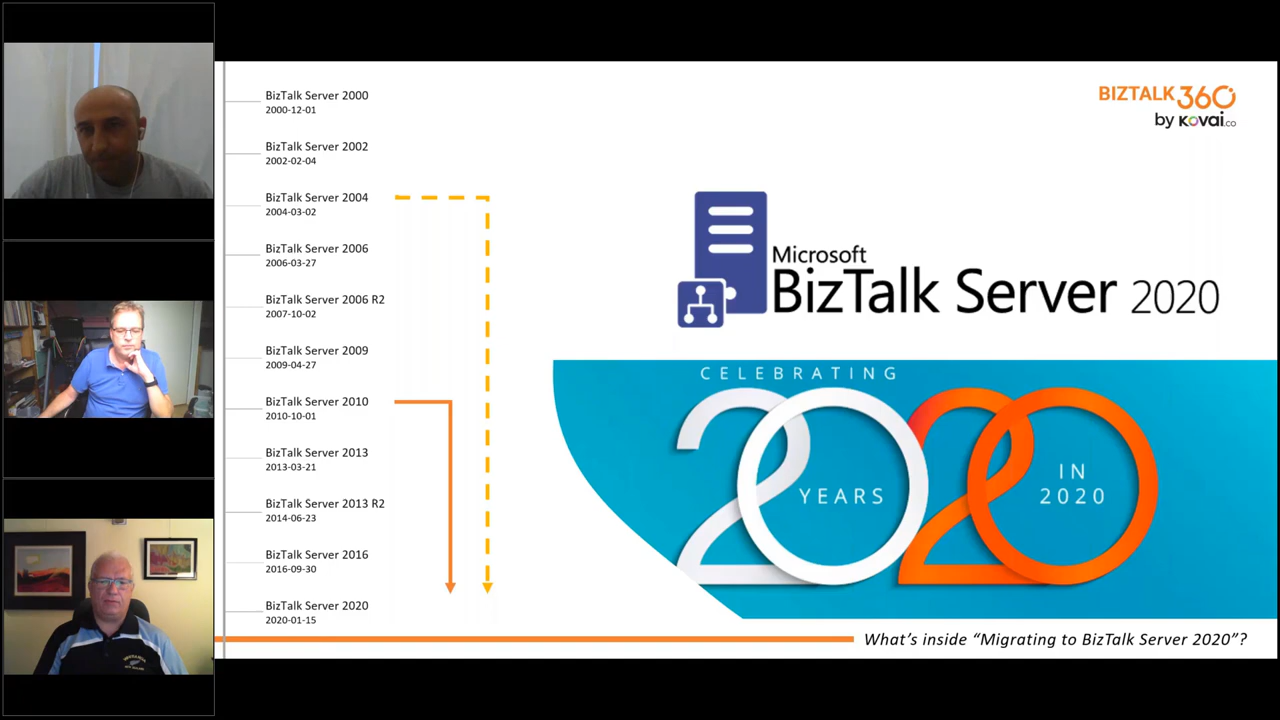 BizTalk Server 2000
2000-12-01
BizTalk Server 2002
2002-02-04
BizTalk Server 2004
2004-03-02
BizTalk Server 2006
2006-03-27
BizTalk Server 2006 R2
2007-10-02
BizTalk Server 2009
2009-04-27
BizTalk Server 2010
2010-10-01
BizTalk Server 2013
2013-03-21
BizTalk Server 2013 R2
2014-06-23
BizTalk Server 2016
2016-09-30
BizTalk Server 2020
2020-01-15
BIZTALK360
by kovai.co
Microsoft
BizTalk Server 2020
CELEBRATING
2020
YEARS
IN
2020
What’s inside “Migrating to BizTalk Server 2020”?